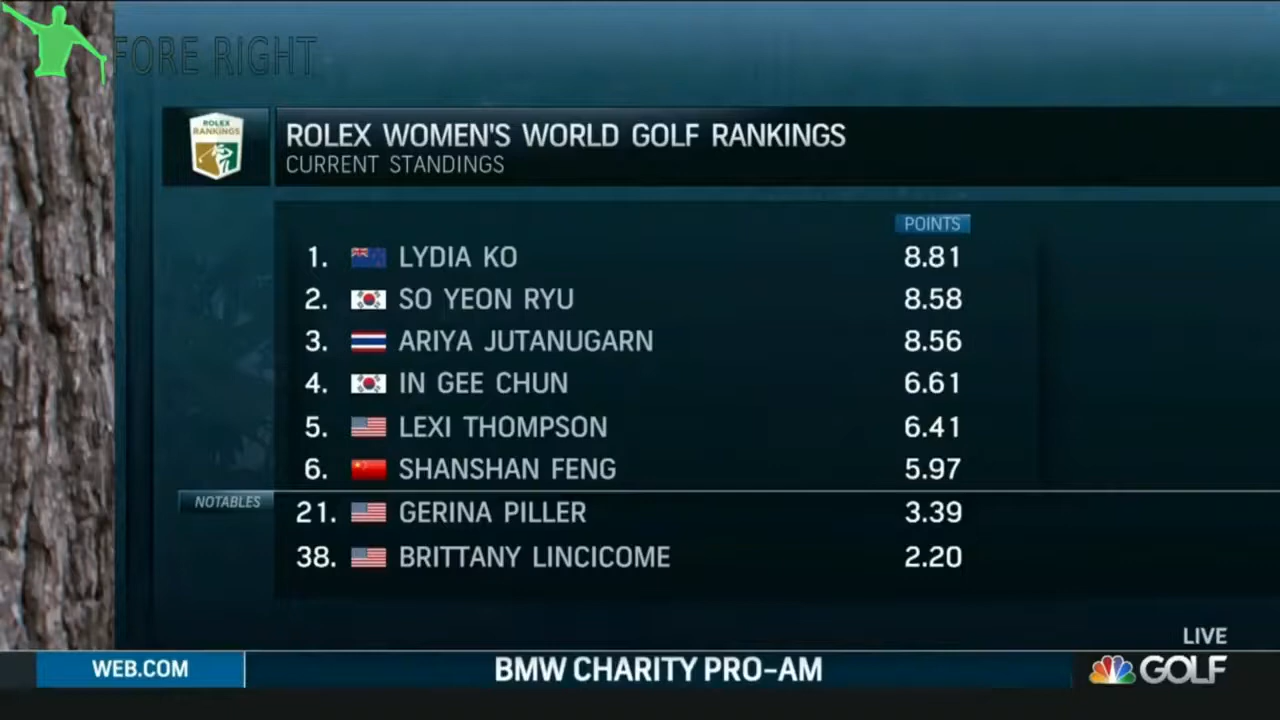 FORE RIGHT
ROLEX
RANKINGS
ROLEX WOMEN'S WORLD GOLF RANKINGS
CURRENT STANDINGS
POINTS
1. LYDIA KO 8.81
2. SO YEON RYU 8.58
3. ARIYA JUTANUGARN 8.56
4. IN GEE CHUN 6.61
5. LEXI THOMPSON 6.41
6. SHANSHAN FENG 5.97
NOTABLES
21. GERINA PILLER 3.39
38. BRITTANY LINCICOME 2.20
LIVE
WEB.COM BMW CHARITY PRO-AM GOLF